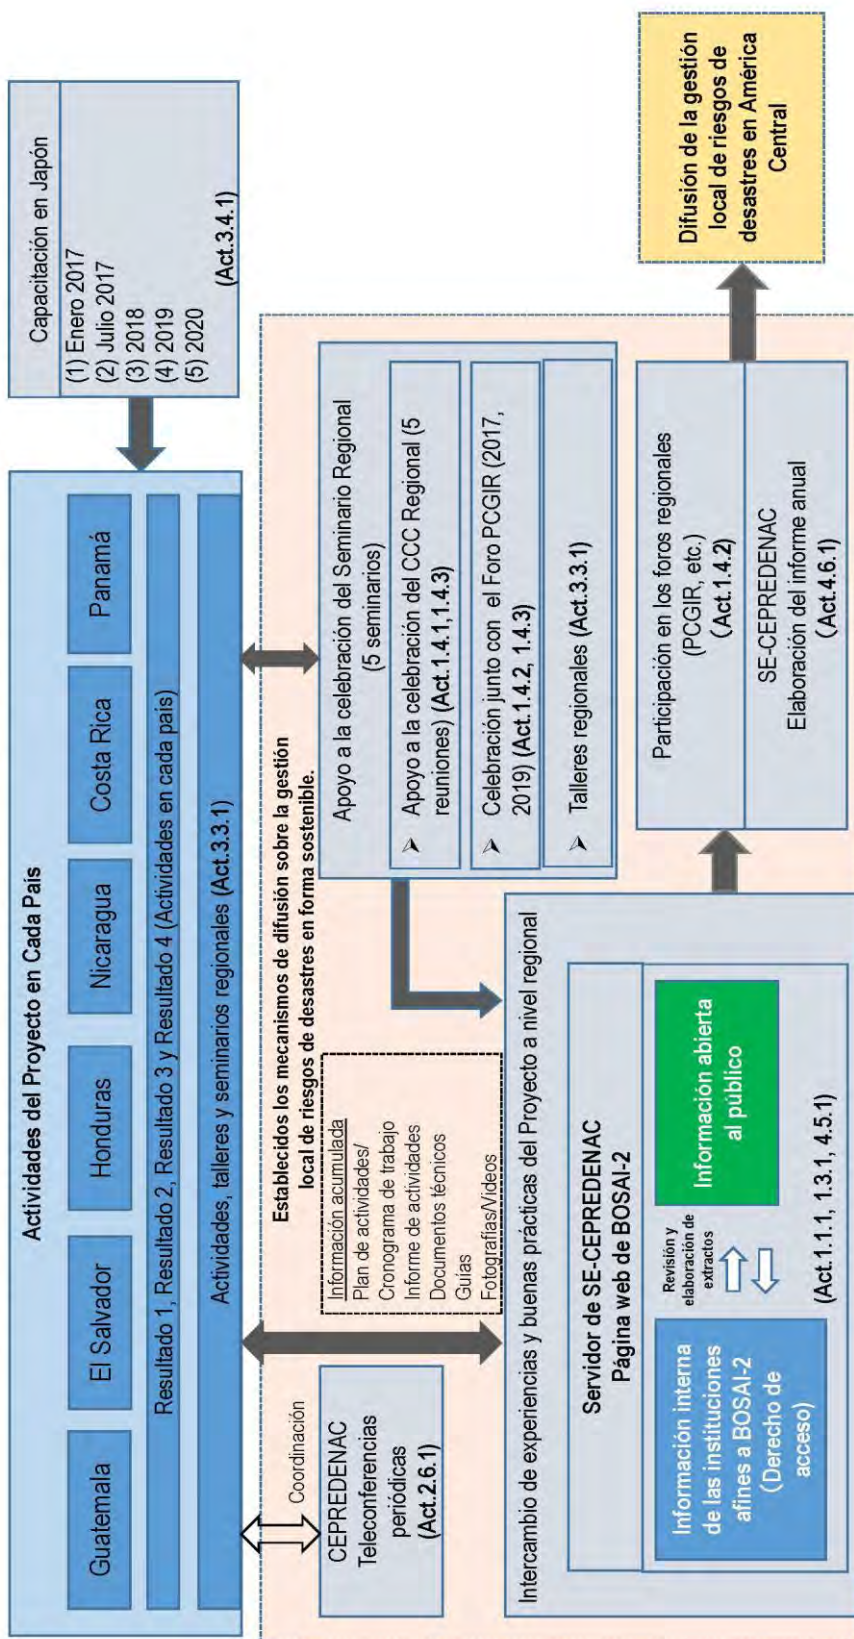 Actividades del Proyecto en Cada País
Guatemala
El Salvador
Honduras
Nicaragua
Costa Rica
Panamá
Resultado 1, Resultado 2, Resultado 3 y Resultado 4 (Actividades en cada país)
Actividades, talleres y seminarios regionales (Act.3.3.1)
Capacitación en Japón
(1) Enero 2017
(2) Julio 2017
(3) 2018
(4) 2019
(5) 2020
(Act.3.4.1)
Coordinación
CEPREDENAC
Teleconferencias
periódicas
(Act.2.6.1)
Establecidos los mecanismos de difusión sobre la gestión
local de riesgos de desastres en forma sostenible.
Información acumulada
Plan de actividades/
Cronograma de trabajo
Informe de actividades
Documentos técnicos
Guías
Fotografías/Videos
Apoyo a la celebración del Seminario Regional
(5 seminarios)
➢ Apoyo a la celebración del CCC Regional (5
reuniones) (Act.1.4.1,1.4.3)
➢ Celebración junto con el Foro PCGIR (2017,
2019) (Act.1.4.2, 1.4.3)
➢ Talleres regionales (Act.3.3.1)
Intercambio de experiencias y buenas prácticas del Proyecto a nivel regional
Servidor de SE-CEPREDENAC
Página web de BOSAI-2
Información interna
de las instituciones
afines a BOSAI-2
(Derecho de
acceso)
Revisión y
elaboración de
extractos
Información abierta
al público
(Act.1.1.1, 1.3.1, 4.5.1)
Participación en los foros regionales
(PCGIR, etc.)
(Act.1.4.2)
SE-CEPREDENAC
Elaboración del informe anual
(Act.4.6.1)
Difusión de la gestión
local de riesgos de
desastres en América
Central